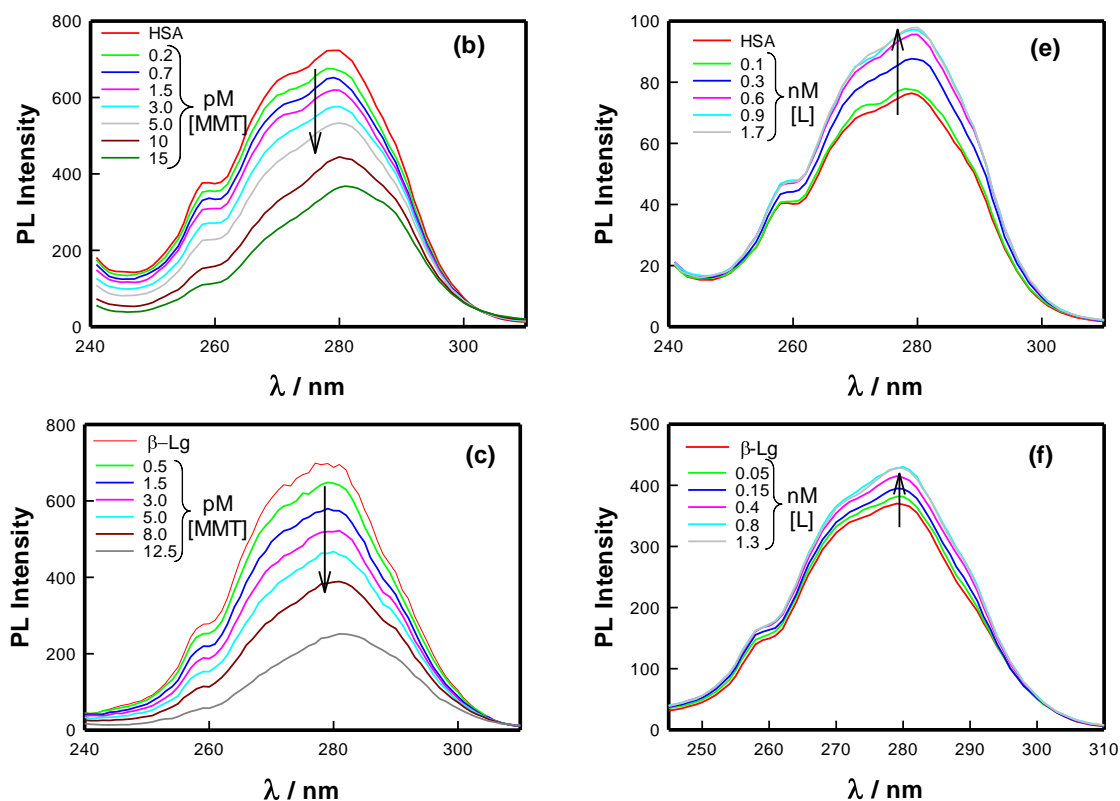 (b)
800
600
400
200
0
PL Intensity
HSA
0.2
0.7
1.5
3.0
5.0
10
15
pM
[MMT]
240 260 280 300
λ / nm
(e)
100
80
60
40
20
0
PL Intensity
HSA
0.1
0.3
0.6
0.9
1.7
nM
[L]
240 260 280 300
λ / nm
(c)
800
600
400
200
0
PL Intensity
β–Lg
0.5
1.5
3.0
5.0
8.0
12.5
pM
[MMT]
240 260 280 300
λ / nm
(f)
500
400
300
200
100
0
PL Intensity
β-Lg
0.05
0.15
0.4
0.8
1.3
nM
[L]
250 260 270 280 290 300 310
λ / nm